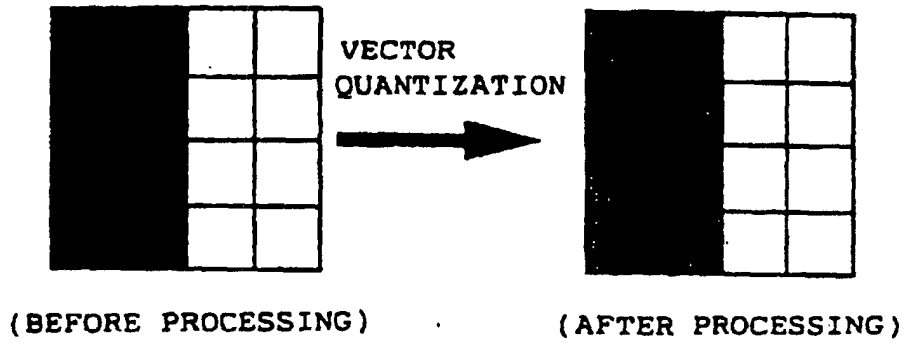 VECTOR
QUANTIZATION
(BEFORE PROCESSING)
(AFTER PROCESSING)